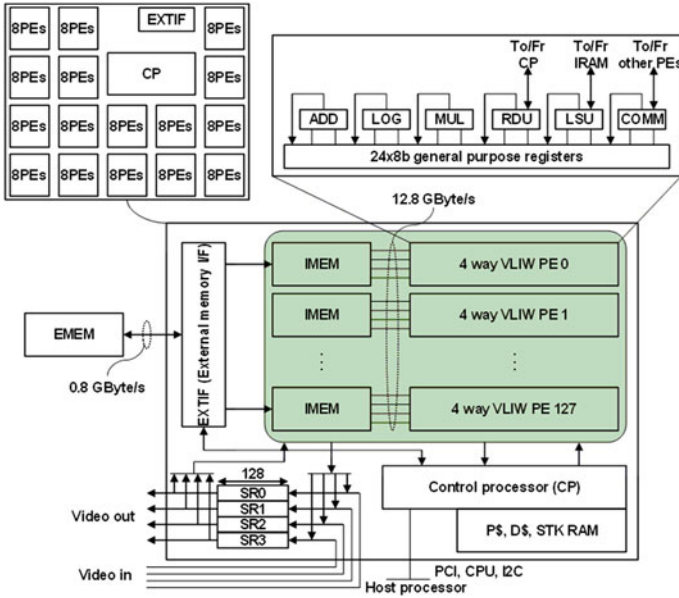 8PEs 8PEs EXTIF 8PEs
8PEs 8PEs CP 8PEs
8PEs 8PEs 8PEs 8PEs 8PEs
8PEs 8PEs 8PEs 8PEs 8PEs
To/Fr CP
To/Fr IRAM
To/Fr other PEs
ADD LOG MUL RDU LSU COMM
24x8b general purpose registers
12.8 GByte/s
EMEM
0.8 GByte/s
EXTIF (External memory I/F)
IMEM 4 way VLIW PE 0
IMEM 4 way VLIW PE 1
⋮ ⋮
IMEM 4 way VLIW PE 127
128
SR0
SR1
SR2
SR3
Video out
Video in
Control processor (CP)
P$, D$, STK RAM
PCI, CPU, I2C
Host processor